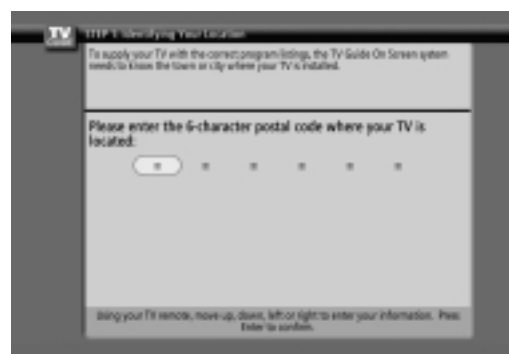 TV
GUIDE
STEP 1: Identifying Your Location
To supply your TV with the correct program listings, the TV Guide On Screen system
needs to know the town or city where your TV is installed.
Please enter the 6-character postal code where your TV is
located:
Using your TV remote, move up, down, left or right to enter your information. Press
Enter to confirm.